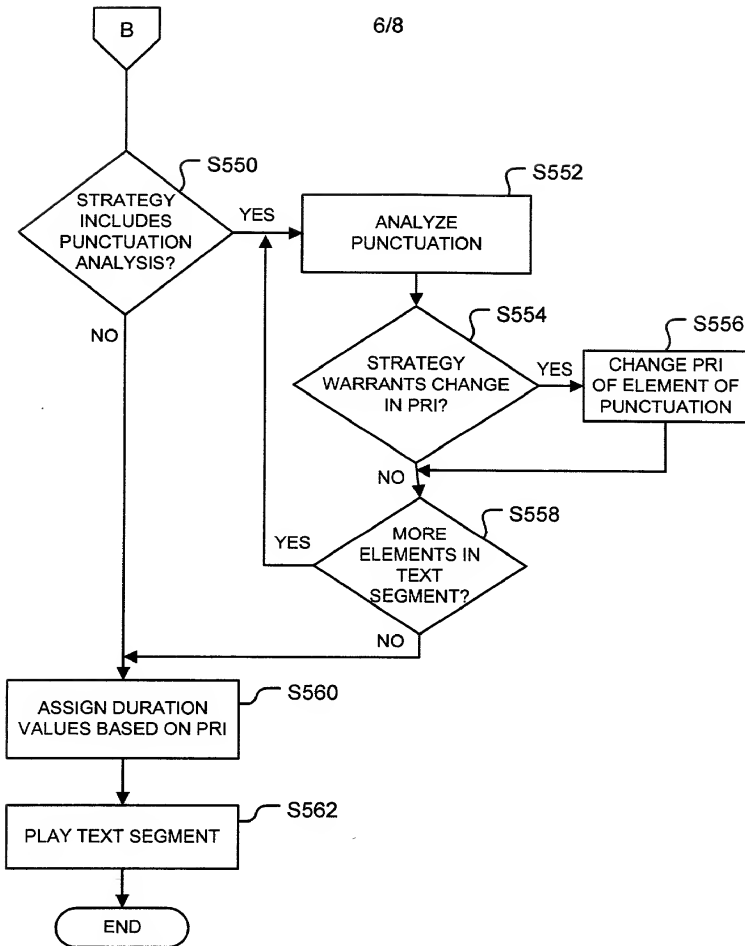 B
6/8
S550
STRATEGY
INCLUDES
PUNCTUATION
ANALYSIS?
YES
NO
S552
ANALYZE
PUNCTUATION
S554
STRATEGY
WARRANTS CHANGE
IN PRI?
YES
NO
S556
CHANGE PRI
OF ELEMENT OF
PUNCTUATION
S558
MORE
ELEMENTS IN
TEXT
SEGMENT?
YES
NO
S560
ASSIGN DURATION
VALUES BASED ON PRI
S562
PLAY TEXT SEGMENT
END